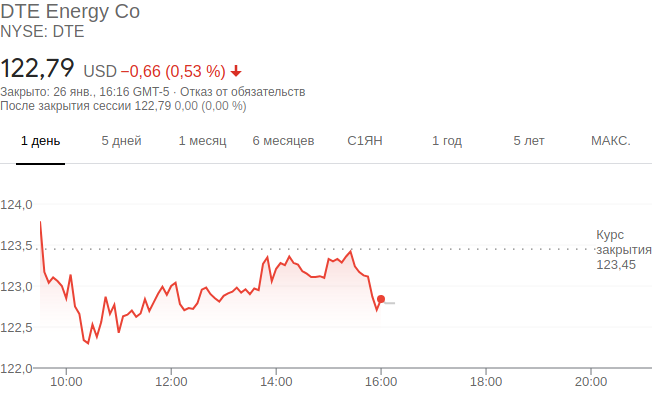 DTE Energy Co
NYSE: DTE
122,79 USD −0,66 (0,53 %)
Закрыто: 26 янв., 16:16 GMT-5 · Отказ от обязательств
После закрытия сессии 122,79 0,00 (0,00 %)
1 день 5 дней 1 месяц 6 месяцев С1ЯН 1 год 5 лет МАКС.
124,0
123,5
123,0
122,5
122,0
Курс
закрытия
123,45
10:00 12:00 14:00 16:00 18:00 20:00